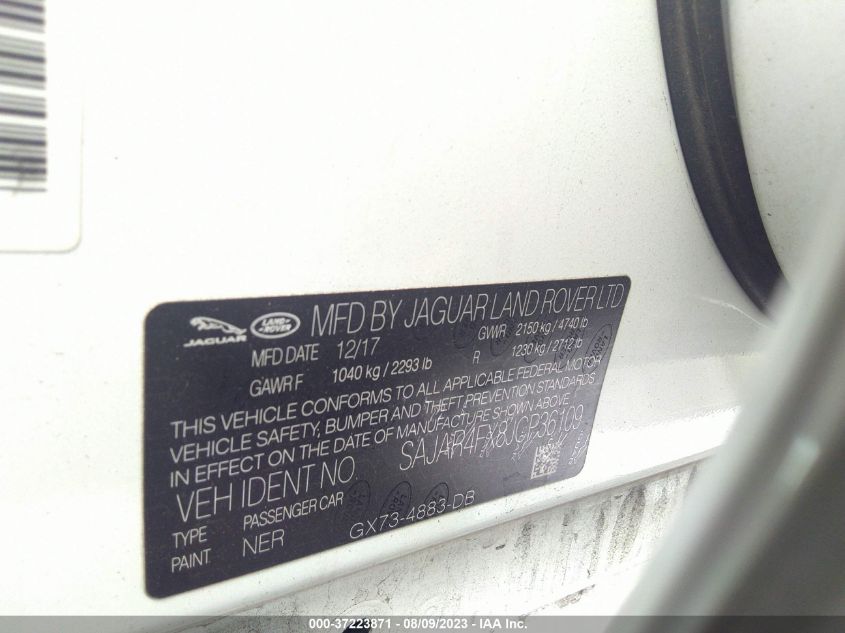 JAGUAR LAND ROVER MFD BY JAGUAR LAND ROVER LTD
MFD DATE 12/17 GVWR 2150 kg / 4740 lb
GAWR F 1040 kg / 2293 lb R 1230 kg / 2712 lb
THIS VEHICLE CONFORMS TO ALL APPLICABLE FEDERAL MOTOR
VEHICLE SAFETY, BUMPER AND THEFT PREVENTION STANDARDS
IN EFFECT ON THE DATE OF MANUFACTURE SHOWN ABOVE
VEH IDENT NO SAJAR4FX8JCP36109
TYPE PASSENGER CAR
PAINT NER GX73-4883-DB
000-37223871 - 08/09/2023 - IAA Inc.